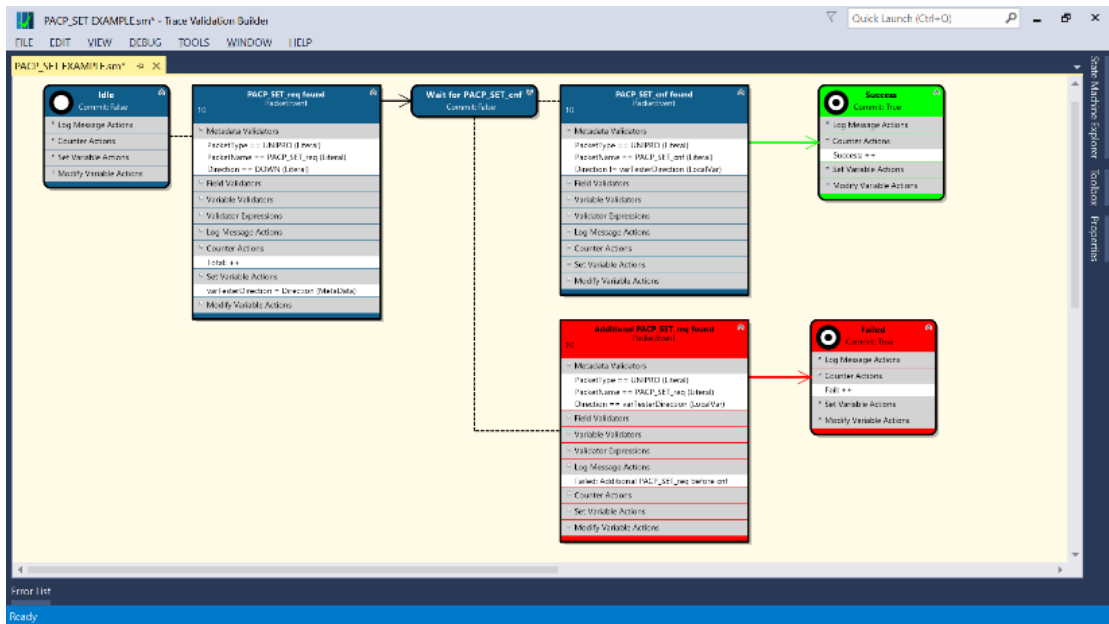 PACP_SET EXAMPLE.sm* - Trace Validation Builder
Quick Launch (Ctrl+Q)
FILE EDIT VIEW DEBUG TOOLS WINDOW HELP
PACP_SET EXAMPLE.sm*
Idle
Commit: False
Log Message Actions
Counter Actions
Set Variable Actions
Modify Variable Actions
PACP_SET_req found
PacketEvent
10
Metadata Validators
PacketType == UNIPRO (Literal)
PacketName == PACP_SET_req (Literal)
Direction == DOWN (Literal)
Field Validators
Variable Validators
Validator Expressions
Log Message Actions
Counter Actions
Total: ++
Set Variable Actions
varTesterDirection = Direction (MetaData)
Modify Variable Actions
Wait for PACP_SET_cnf
Commit: False
PACP_SET_cnf found
PacketEvent
10
Metadata Validators
PacketType == UNIPRO (Literal)
PacketName == PACP_SET_cnf (Literal)
Direction != varTesterDirection (LocalVar)
Field Validators
Variable Validators
Validator Expressions
Log Message Actions
Counter Actions
Set Variable Actions
Modify Variable Actions
Success
Commit: True
Log Message Actions
Counter Actions
Success: ++
Set Variable Actions
Modify Variable Actions
Additional PACP_SET_req found
PacketEvent
10
Metadata Validators
PacketType == UNIPRO (Literal)
PacketName == PACP_SET_req (Literal)
Direction == varTesterDirection (LocalVar)
Field Validators
Variable Validators
Validator Expressions
Log Message Actions
Failed: Additional PACP_SET_req before cnf
Counter Actions
Set Variable Actions
Modify Variable Actions
Failed
Commit: True
Log Message Actions
Counter Actions
Fail: ++
Set Variable Actions
Modify Variable Actions
State Machine Explorer
Toolbox
Properties
Error List
Ready